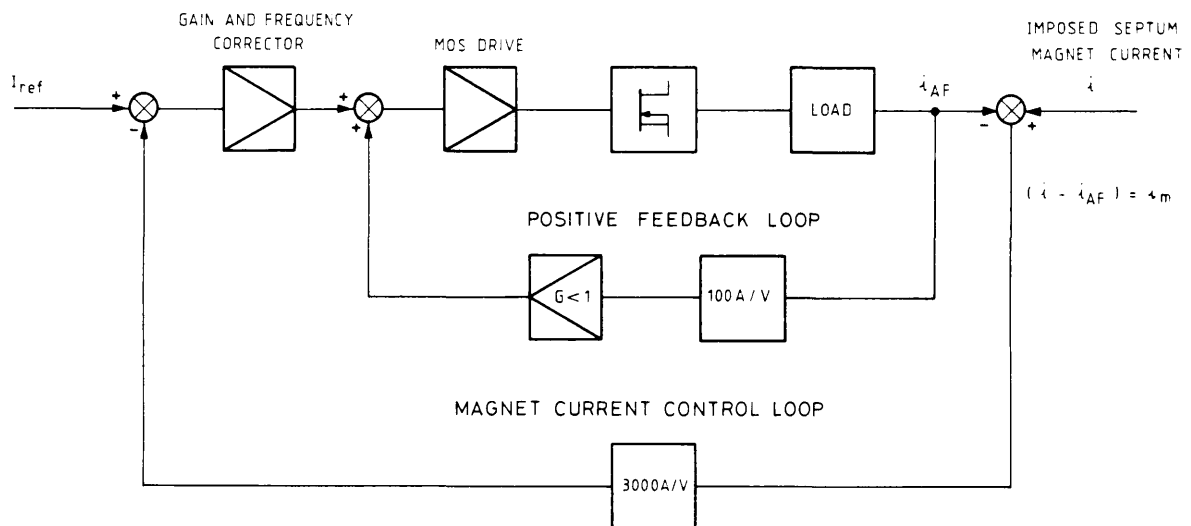 GAIN AND FREQUENCY
CORRECTOR
MOS DRIVE
IMPOSED SEPTUM
MAGNET CURRENT
I_ref
i_AF
i
+
-
+
+
LOAD
-
+
(i - i_AF) = i_m
POSITIVE FEEDBACK LOOP
G<1
100A/V
MAGNET CURRENT CONTROL LOOP
3000A/V